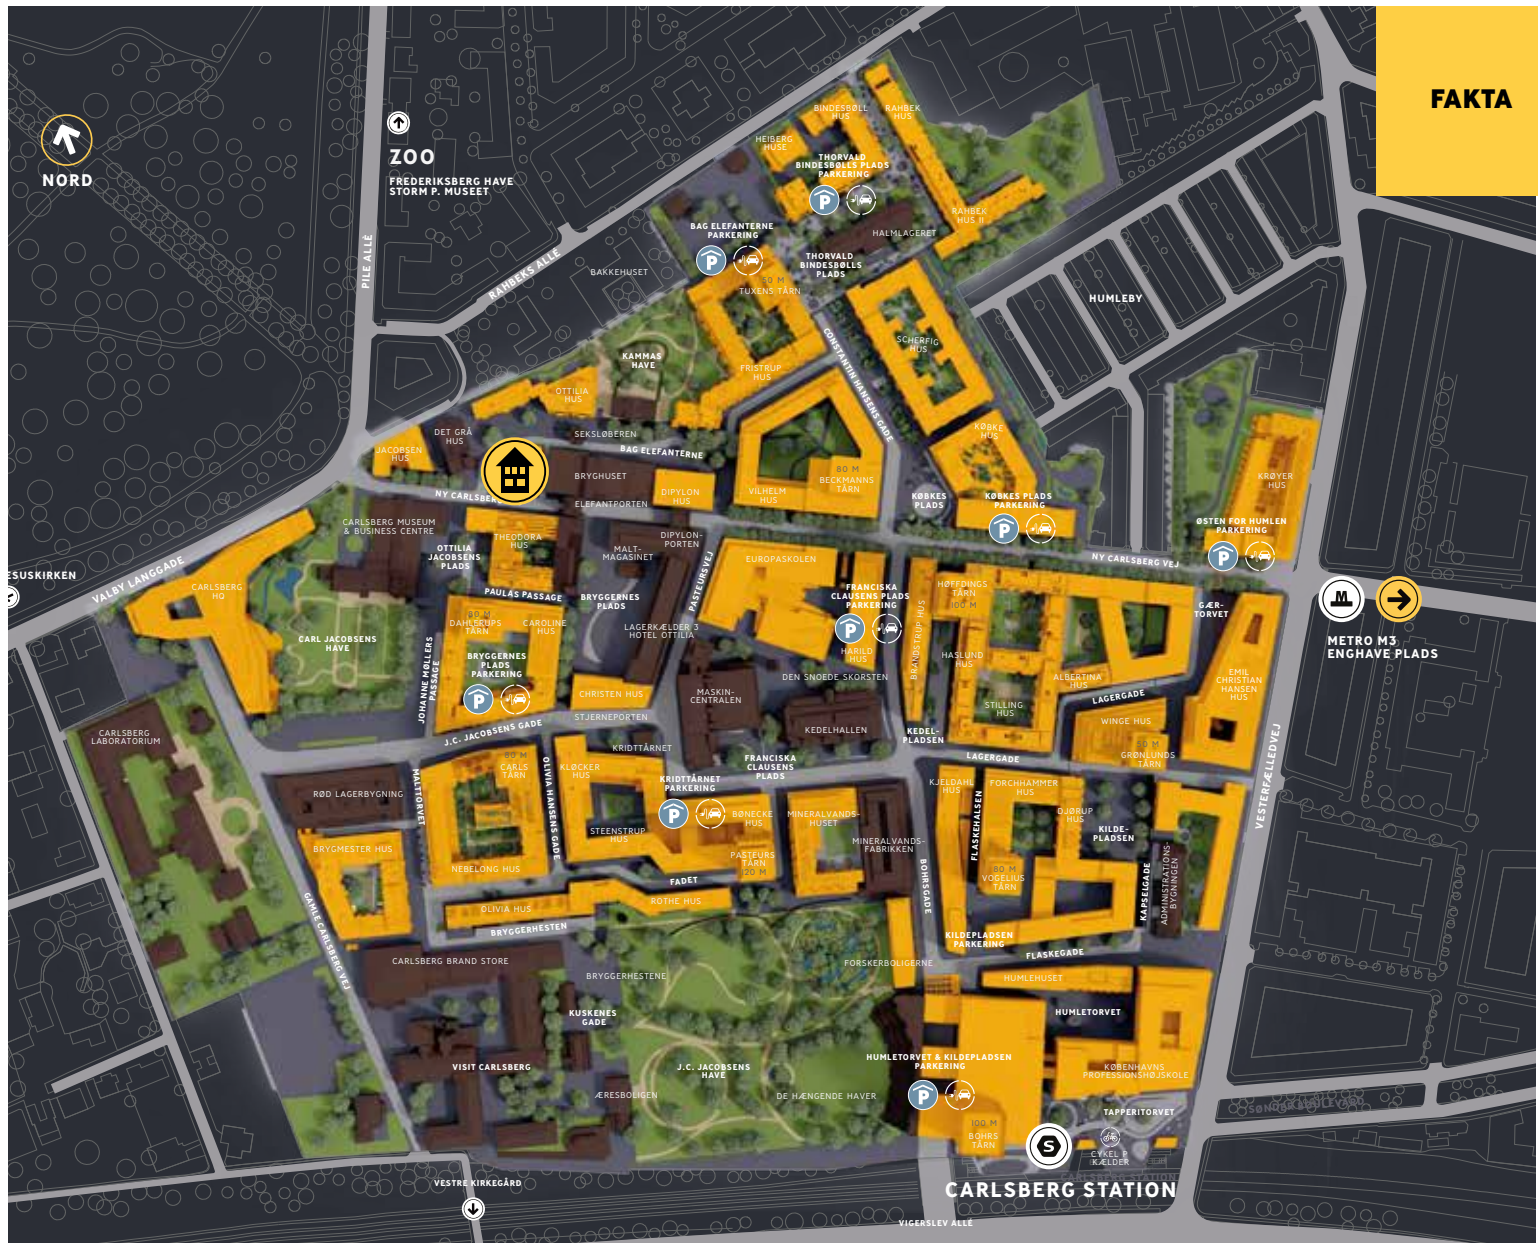 FAKTA
NORD
ZOO
FREDERIKSBERG HAVE
STORM P. MUSEET
PILE ALLÉ
RAHBEKS ALLÉ
BAKKEHUSET
BINDESBØLL
HUS
RAHBEK
HUS
HEIBERG
HUSE
THORVALD
BINDESBØLLS PLADS
PARKERING
P
RAHBEK
HUS II
HALMLAGERET
BAG ELEFANTERNE
PARKERING
P
THORVALD
BINDESBØLLS
PLADS
50 M
TUXENS TÅRN
HUMLEBY
KAMMAS
HAVE
FRISTRUP
HUS
CONSTANTIN HANSENS GADE
SCHERFIG
HUS
OTTILIA
HUS
DET GRÅ
HUS
JACOBSEN
HUS
SEKSLØBEREN
BAG ELEFANTERNE
KØBKE
HUS
BRYGHUSET
80 M
BECKMANNS
TÅRN
VILHELM
HUS
DIPYLON
HUS
ELEFANTPORTEN
NY CARLSBERG
KØBKES
PLADS
KØBKES PLADS
PARKERING
P
KRØYER
HUS
ØSTEN FOR HUMLEN
PARKERING
P
CARLSBERG MUSEUM
& BUSINESS CENTRE
THEODORA
HUS
OTTILIA
JACOBSENS
PLADS
DIPYLON-
PORTEN
MALT-
MAGASINET
PASTEURSVEJ
EUROPASKOLEN
NY CARLSBERG VEJ
ESUSKIRKEN
VALBY LANGGADE
CARLSBERG
HQ
PAULAS PASSAGE
BRYGGERNES
PLADS
FRANCISKA
CLAUSENS PLADS
PARKERING
P
HØFFDINGS
TÅRN
100 M
GÆR-
TORVET
M
METRO M3
ENGHAVE PLADS
80 M
DAHLERUPS
TÅRN
CAROLINE
HUS
LAGERKÆLDER 3
HOTEL OTTILIA
CARL JACOBSENS
HAVE
JOHANNE MØLLERS
PASSAGE
BRYGGERNES
PLADS
PARKERING
P
HARILD
HUS
BRANDSTRUP HUS
HASLUND
HUS
DEN SNOEDE SKORSTEN
ALBERTINA
HUS
LAGERGADE
EMIL
CHRISTIAN
HANSEN
HUS
CHRISTEN HUS
MASKIN-
CENTRALEN
STILLING
HUS
STJERNEPORTEN
J.C. JACOBSENS GADE
KEDELHALLEN
KEDEL-
PLADSEN
WINGE HUS
50 M
GRØNLUNDS
TÅRN
CARLSBERG
LABORATORIUM
KRIDTTÅRNET
80 M
CARLS
TÅRN
KLØCKER
HUS
FRANCISKA
CLAUSENS
PLADS
LAGERGADE
VESTERFÆLLEDVEJ
MALTTORVET
OLIVIA HANSENS GADE
KRIDTTÅRNET
PARKERING
P
RØD LAGERBYGNING
KJELDAHL
HUS
FORCHHAMMER
HUS
FLASKEHALSEN
DJØRUP
HUS
KILDE-
PLADSEN
STEENSTRUP
HUS
BØNECKE
HUS
MINERALVANDS-
HUSET
MINERALVANDS-
FABRIKKEN
BRYGMESTER HUS
NEBELONG HUS
PASTEURS
TÅRN
120 M
FADET
80 M
VOGELIUS
TÅRN
BOHRSGADE
KAPSELGADE
ADMINISTRATIONS-
BYGNINGEN
OLIVIA HUS
ROTHE HUS
BRYGGERHESTEN
GAMLE CARLSBERG VEJ
KILDEPLADSEN
PARKERING
FLASKEGADE
CARLSBERG BRAND STORE
BRYGGERHESTENE
FORSKERBOLIGERNE
HUMLEHUSET
KUSKENES
GADE
HUMLETORVET
VISIT CARLSBERG
J.C. JACOBSENS
HAVE
HUMLETORVET & KILDEPLADSEN
PARKERING
P
KØBENHAVNS
PROFESSIONSHØJSKOLE
ÆRESBOLIGEN
DE HÆNGENDE HAVER
TAPPERITORVET
SØNDER BOULEVARD
100 M
BOHRS
TÅRN
S
CYKEL P
KÆLDER
CARLSBERG STATION
CARLSBERG STATION
VESTRE KIRKEGÅRD
VIGERSLEV ALLÉ